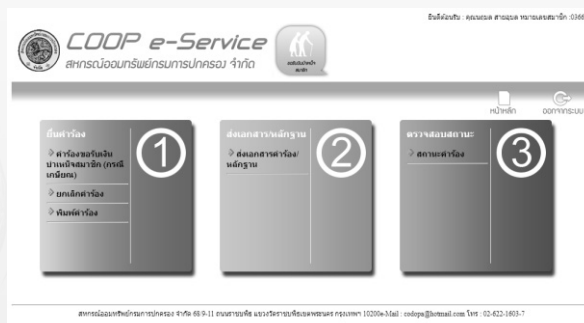 ยินดีต้อนรับ : คุณนฤมล สายอุบล หมายเลขสมาชิก :0366
COOP e-Service
สหกรณ์ออมทรัพย์กรมการปกครอง จำกัด
หน้าหลัก
ออกจากระบบ
ยื่นคำร้อง
คำร้องขอรับเงิน
บำเหน็จสมาชิก (กรณี
เกษียณ)
ยกเลิกคำร้อง
พิมพ์คำร้อง
1
ส่งเอกสาร/หลักฐาน
ส่งเอกสารคำร้อง/
หลักฐาน
2
ตรวจสอบสถานะ
สถานะคำร้อง
3
สหกรณ์ออมทรัพย์กรมการปกครอง จำกัด 68/9-11 ถนนราชบพิธ แขวงวัดราชบพิธเขตพระนคร กรุงเทพฯ 10200e-Mail : codopa@hotmail.com โทร : 02-622-1603-7